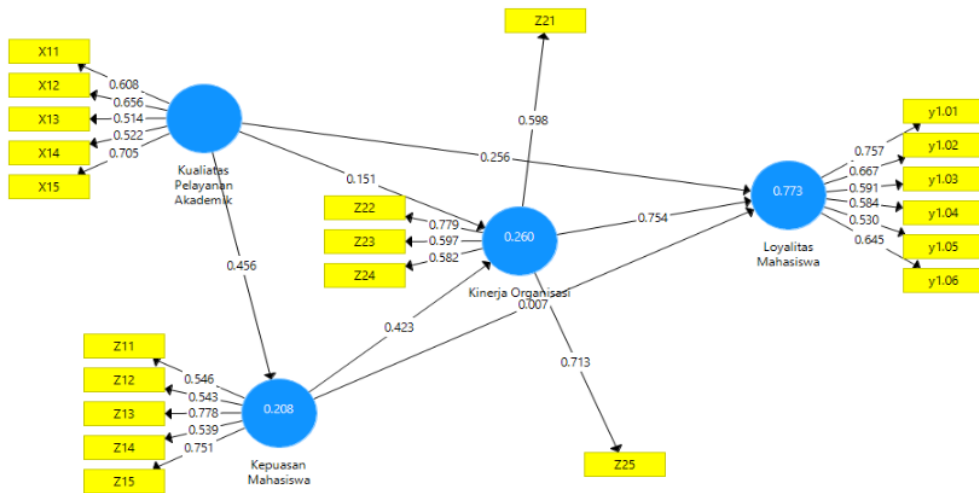 Z21
X11
X12
X13
X14
X15
0.608
0.656
0.514
0.522
0.705
Kualiatas
Pelayanan
Akademik
0.598
0.256
0.151
0.456
Z22
Z23
Z24
0.779
0.597
0.582
0.260
Kinerja Organisasi
0.754
0.007
0.423
0.713
0.773
Loyalitas
Mahasiswa
0.757
0.667
0.591
0.584
0.530
0.645
y1.01
y1.02
y1.03
y1.04
y1.05
y1.06
Z11
Z12
Z13
Z14
Z15
0.546
0.543
0.778
0.539
0.751
0.208
Kepuasan
Mahasiswa
Z25